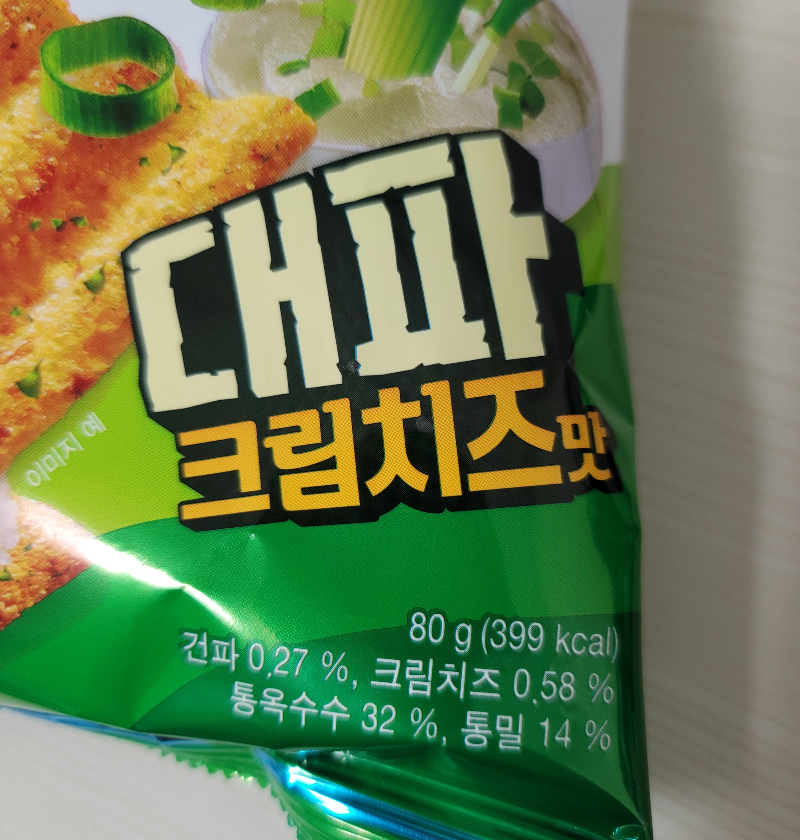 대파
크림치즈맛
이미지 예
80 g (399 kcal)
건파 0.27 %, 크림치즈 0.58 %
통옥수수 32 %, 통밀 14 %